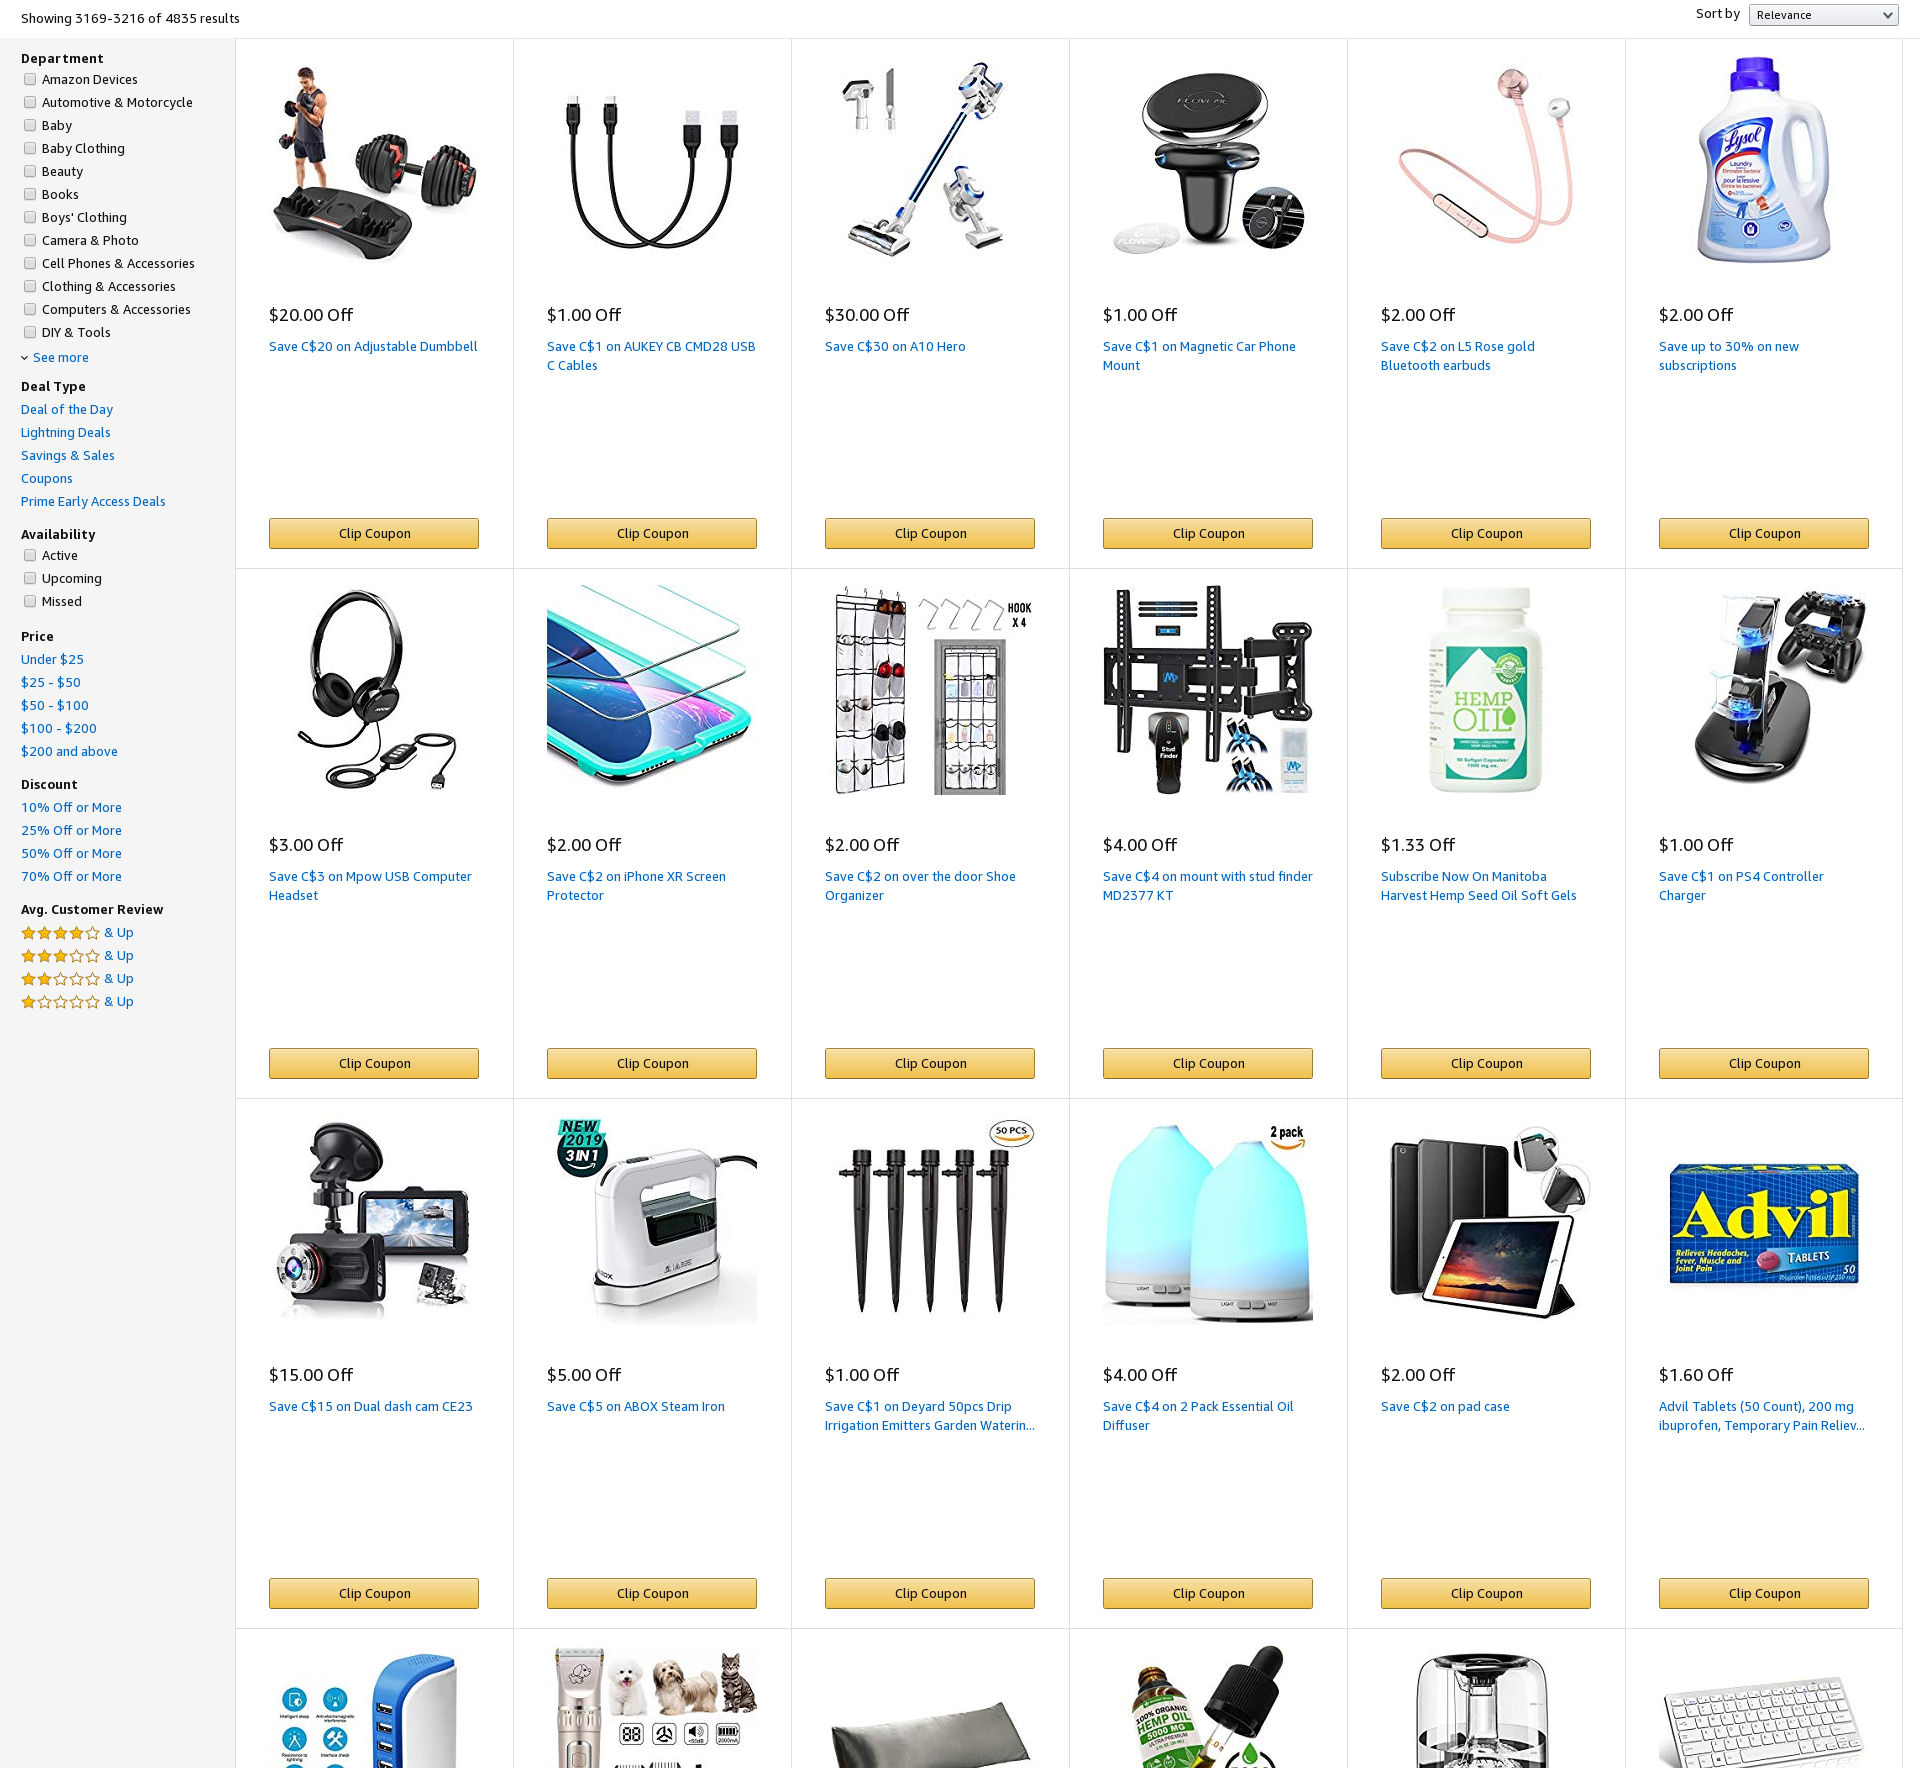 Showing 3169-3216 of 4835 results
Sort by Relevance
Department
Amazon Devices
Automotive & Motorcycle
Baby
Baby Clothing
Beauty
Books
Boys' Clothing
Camera & Photo
Cell Phones & Accessories
Clothing & Accessories
Computers & Accessories
DIY & Tools
See more
Deal Type
Deal of the Day
Lightning Deals
Savings & Sales
Coupons
Prime Early Access Deals
Availability
Active
Upcoming
Missed
Price
Under $25
$25 - $50
$50 - $100
$100 - $200
$200 and above
Discount
10% Off or More
25% Off or More
50% Off or More
70% Off or More
Avg. Customer Review
& Up
& Up
& Up
& Up
$20.00 Off
Save C$20 on Adjustable Dumbbell
Clip Coupon
$1.00 Off
Save C$1 on AUKEY CB CMD28 USB
C Cables
Clip Coupon
$30.00 Off
Save C$30 on A10 Hero
Clip Coupon
FLOVEME
FLOVEME
$1.00 Off
Save C$1 on Magnetic Car Phone
Mount
Clip Coupon
$2.00 Off
Save C$2 on L5 Rose gold
Bluetooth earbuds
Clip Coupon
Lysol
Laundry
pour la lessive
$2.00 Off
Save up to 30% on new
subscriptions
Clip Coupon
$3.00 Off
Save C$3 on Mpow USB Computer
Headset
Clip Coupon
$2.00 Off
Save C$2 on iPhone XR Screen
Protector
Clip Coupon
HOOK
X 4
$2.00 Off
Save C$2 on over the door Shoe
Organizer
Clip Coupon
Stud
Finder
$4.00 Off
Save C$4 on mount with stud finder
MD2377 KT
Clip Coupon
HEMP
OIL
$1.33 Off
Subscribe Now On Manitoba
Harvest Hemp Seed Oil Soft Gels
Clip Coupon
$1.00 Off
Save C$1 on PS4 Controller
Charger
Clip Coupon
$15.00 Off
Save C$15 on Dual dash cam CE23
Clip Coupon
NEW
2019
3IN1
$5.00 Off
Save C$5 on ABOX Steam Iron
Clip Coupon
50 PCS
$1.00 Off
Save C$1 on Deyard 50pcs Drip
Irrigation Emitters Garden Waterin...
Clip Coupon
2 pack
LIGHT
LIGHT MIST
$4.00 Off
Save C$4 on 2 Pack Essential Oil
Diffuser
Clip Coupon
$2.00 Off
Save C$2 on pad case
Clip Coupon
Advil
Relieves Headaches,
Fever, Muscle and
Joint Pain
TABLETS
50
$1.60 Off
Advil Tablets (50 Count), 200 mg
ibuprofen, Temporary Pain Reliev...
Clip Coupon
100% ORGANIC
HEMP OIL
5000 MG
ULTRA PREMIUM